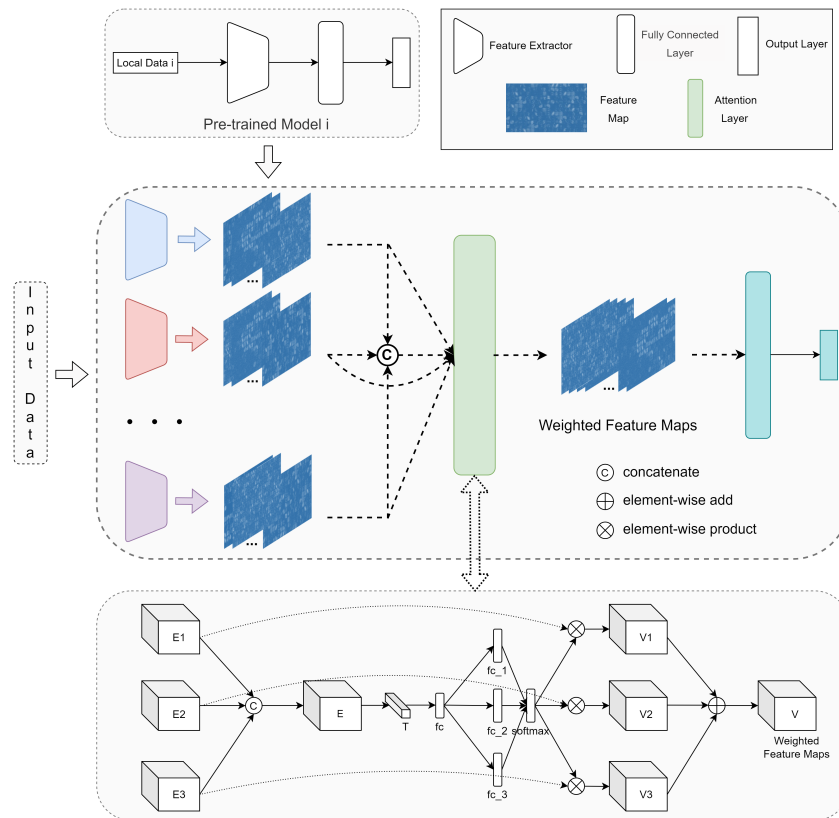 Local Data i
Pre-trained Model i
Feature Extractor
Fully Connected
Layer
Output Layer
Feature
Map
Attention
Layer
Input Data
...
...
. . .
...
C
...
Weighted Feature Maps
C concatenate
element-wise add
element-wise product
E1
E2
E3
C
E
T
fc
fc_1
fc_2
fc_3
softmax
V1
V2
V3
V
Weighted
Feature Maps